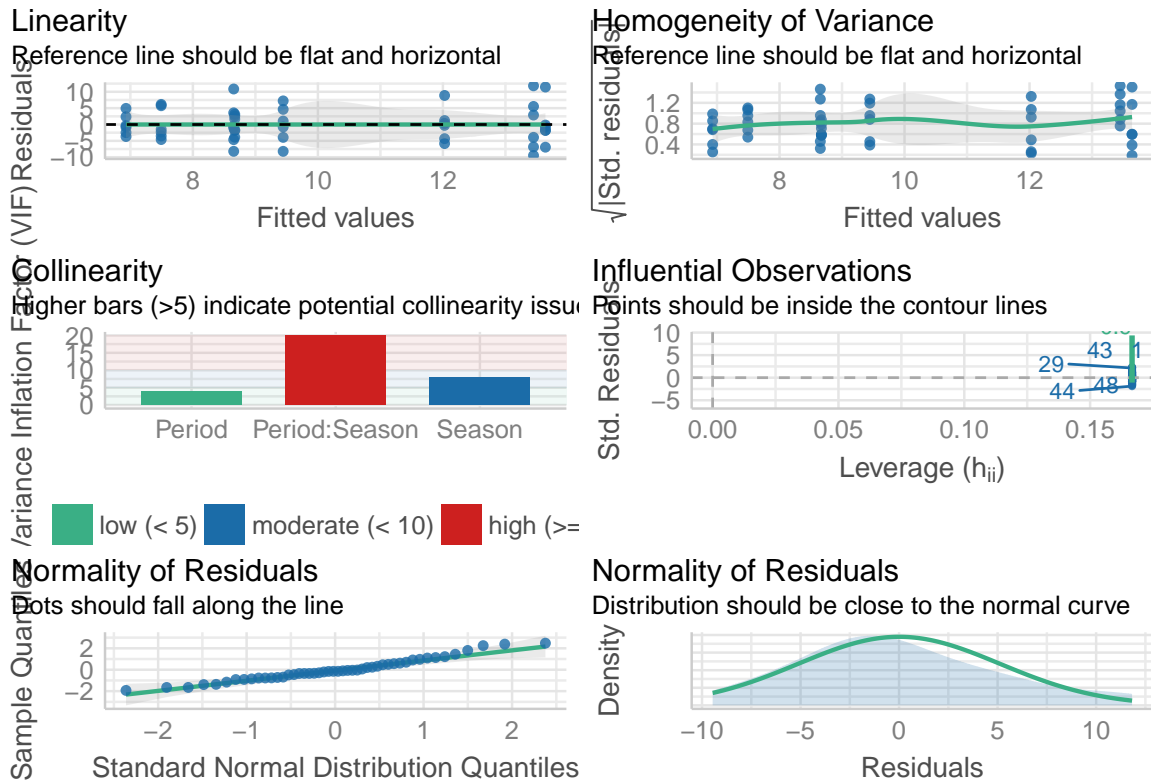 Linearity
Reference line should be flat and horizontal
Residuals
10
5
0
−5
−10
8
10
12
Fitted values
Homogeneity of Variance
Reference line should be flat and horizontal
√|Std. residuals|
1.2
0.8
0.4
8
10
12
Fitted values
Collinearity
Higher bars (>5) indicate potential collinearity issu
Variance Inflation Factor (VIF)
20
15
10
5
0
Period
Period:Season
Season
low (< 5)
moderate (< 10)
high (>=
Influential Observations
Points should be inside the contour lines
Std. Residuals
10
5
0
−5
43
1
29
44
48
0.00
0.05
0.10
0.15
Leverage (hii)
Normality of Residuals
Dots should fall along the line
Sample Quantiles
2
0
−2
−2
−1
0
1
2
Standard Normal Distribution Quantiles
Normality of Residuals
Distribution should be close to the normal curve
Density
−10
−5
0
5
10
Residuals